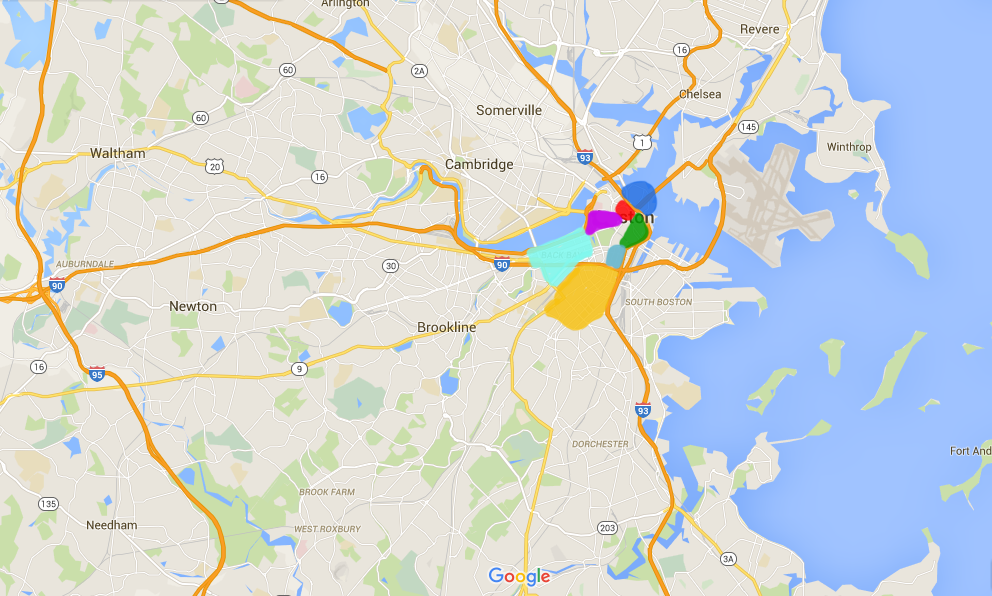 Arlington
Revere
16
60
2A
Chelsea
Somerville
60
145
1
Waltham
93
Winthrop
Cambridge
20
16
ston
BACK BAY
AUBURNDALE
30
90
90
Newton
SOUTH BOSTON
Brookline
16
9
95
93
DORCHESTER
Fort And
BROOK FARM
135
Needham
WEST ROXBURY
203
3A
Google